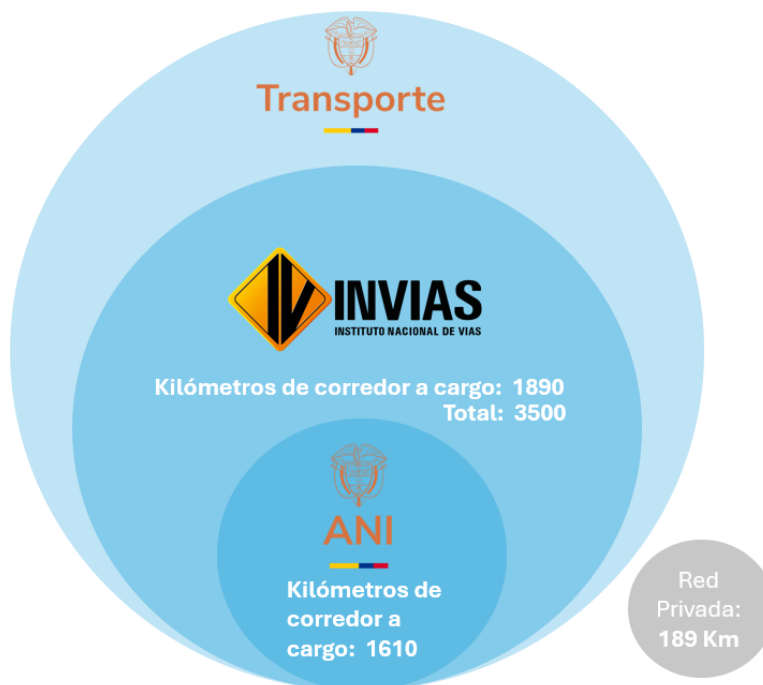 Transporte
INVIAS
INSTITUTO NACIONAL DE VIAS
Kilómetros de corredor a cargo: 1890
Total: 3500
ANI
Kilómetros de
corredor a
cargo: 1610
Red
Privada:
189 Km